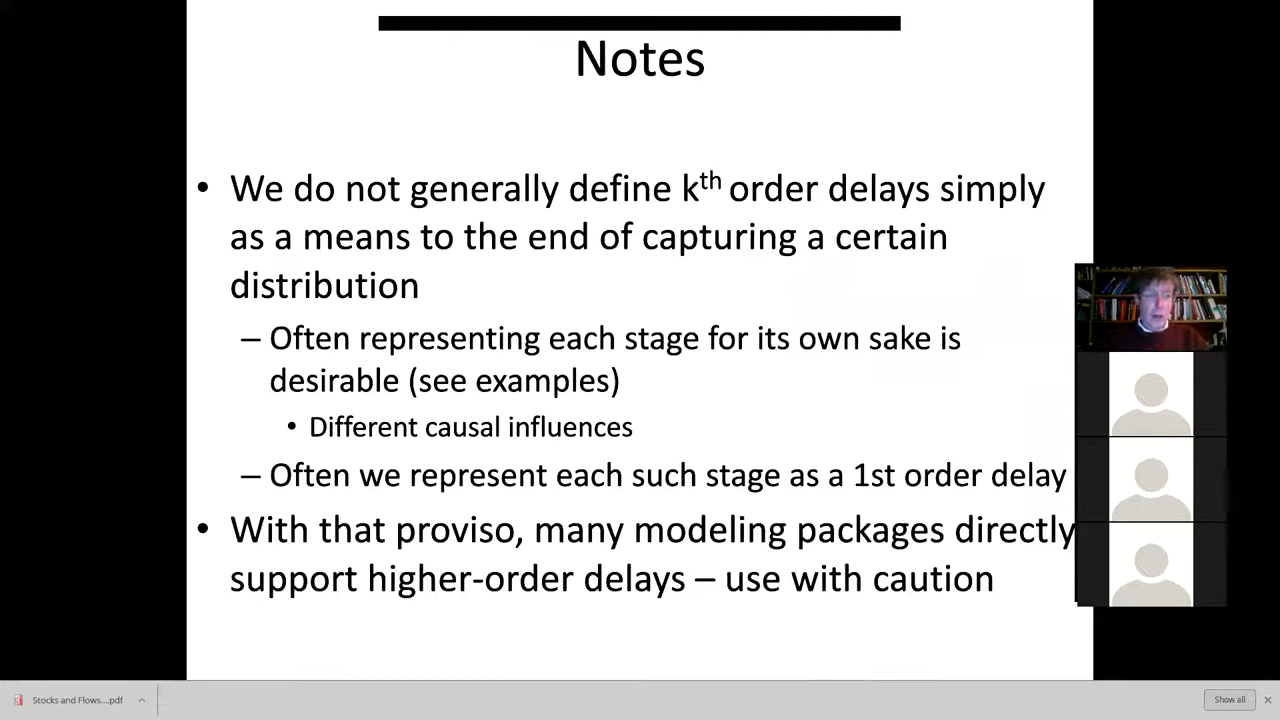 Notes
• We do not generally define kth order delays simply
as a means to the end of capturing a certain
distribution
– Often representing each stage for its own sake is
desirable (see examples)
• Different causal influences
– Often we represent each such stage as a 1st order delay
• With that proviso, many modeling packages directly
support higher-order delays – use with caution
Stocks and Flows....pdf
Show all